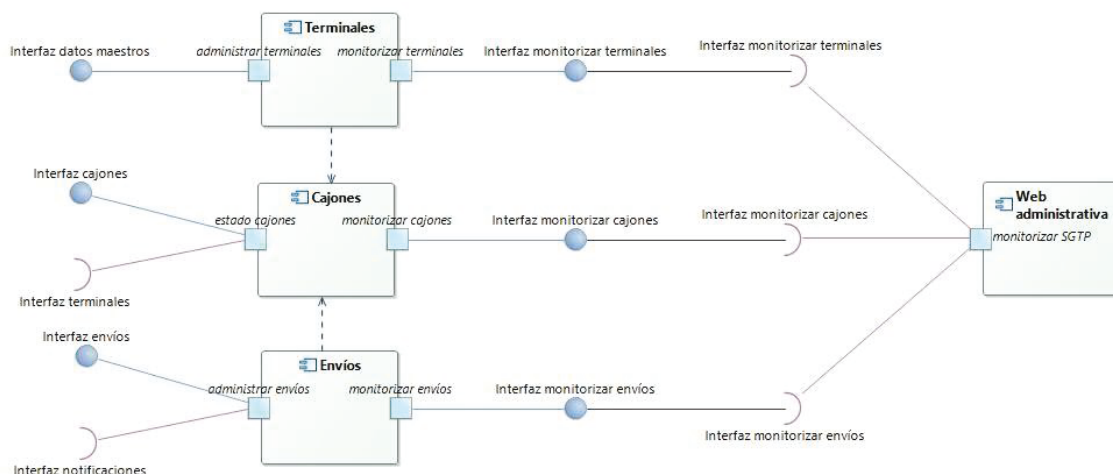 Terminales
Interfaz datos maestros
administrar terminales
monitorizar terminales
Interfaz monitorizar terminales
Interfaz monitorizar terminales
Interfaz cajones
Cajones
estado cajones
monitorizar cajones
Interfaz monitorizar cajones
Interfaz monitorizar cajones
Web
administrativa
monitorizar SGTP
Interfaz terminales
Interfaz envíos
Envíos
administrar envíos
monitorizar envíos
Interfaz monitorizar envíos
Interfaz monitorizar envíos
Interfaz notificaciones